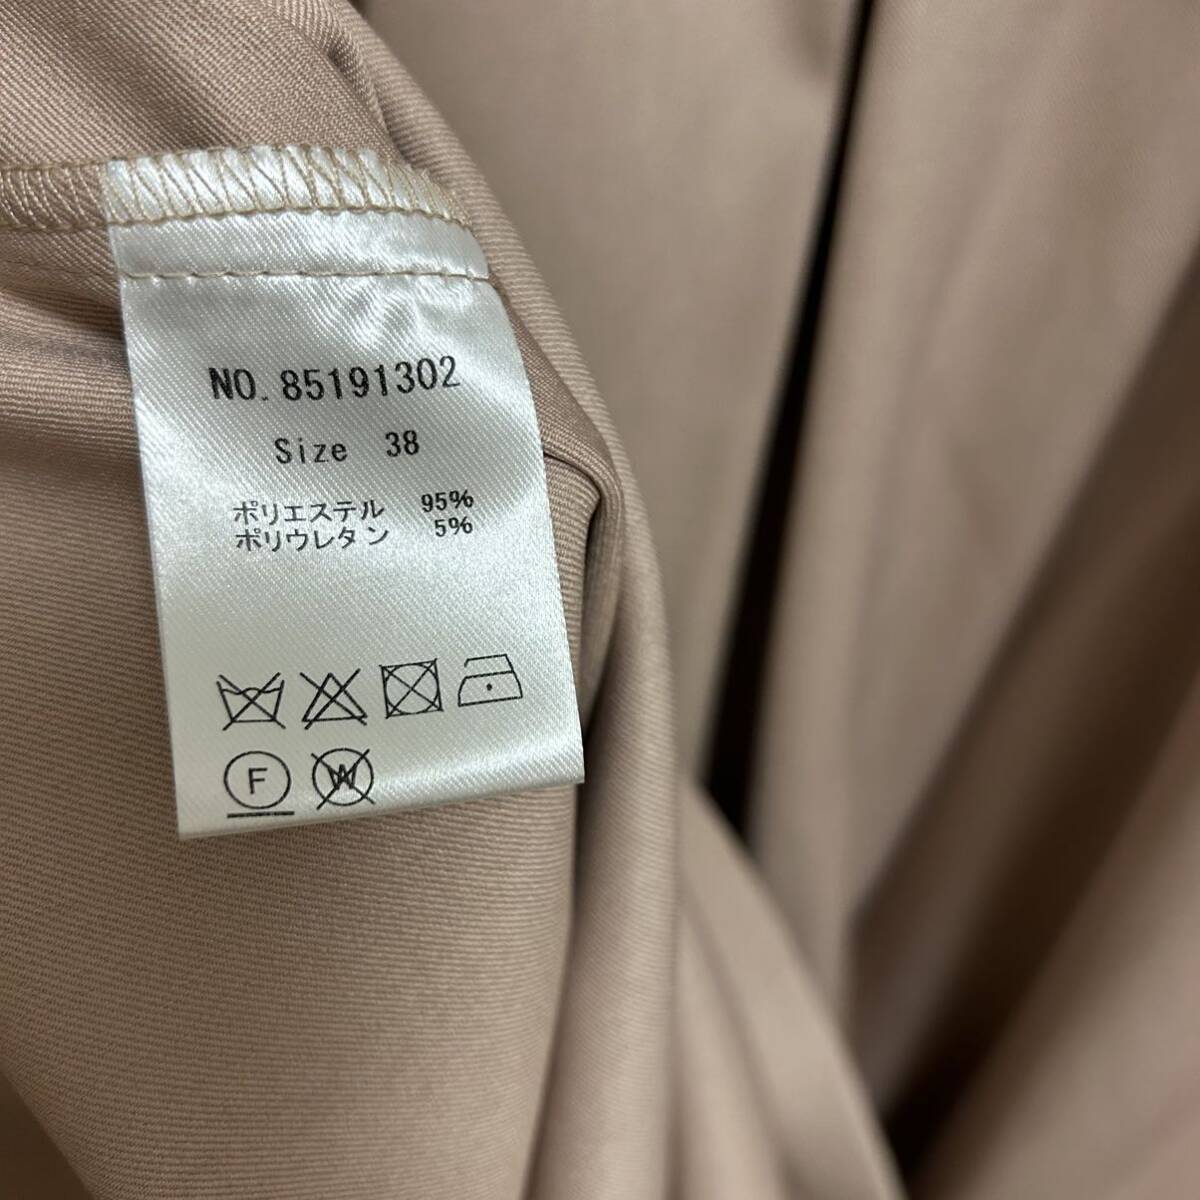 NO. 85191302
Size 38
ポリエステル 95%
ポリウレタン 5%
F W